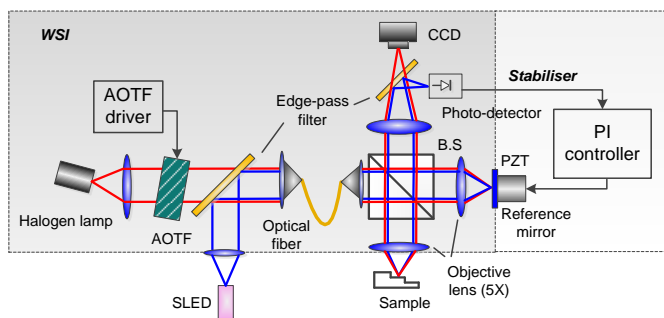 WSI
CCD
Edge-pass
filter
Stabiliser
Photo-detector
AOTF
driver
PI
controller
B.S
PZT
Halogen lamp
AOTF
Optical
fiber
Reference
mirror
SLED
Sample
Objective
lens (5X)